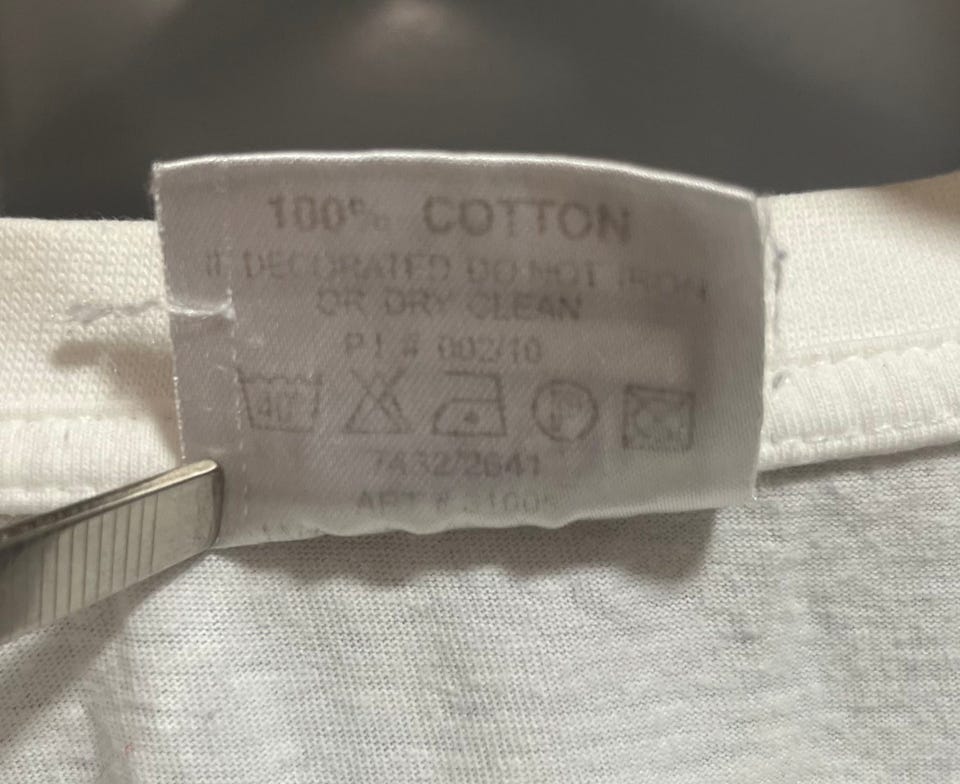 100% COTTON
IF DECORATED DO NOT IRON
OR DRY CLEAN
P.I # 002/10
40° P
7432/2641
ART #